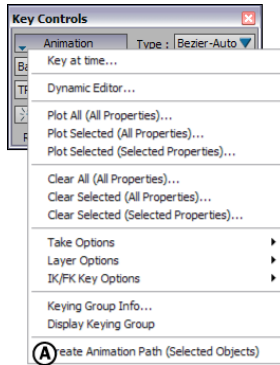 Key Controls
Animation Type : Bezier-Auto
Key at time...
Dynamic Editor...
Plot All (All Properties)...
Plot Selected (All Properties)...
Plot Selected (Selected Properties)...
Clear All (All Properties)...
Clear Selected (All Properties)...
Clear Selected (Selected Properties)...
Take Options
Layer Options
IK/FK Key Options
Keying Group Info...
Display Keying Group
A reate Animation Path (Selected Objects)